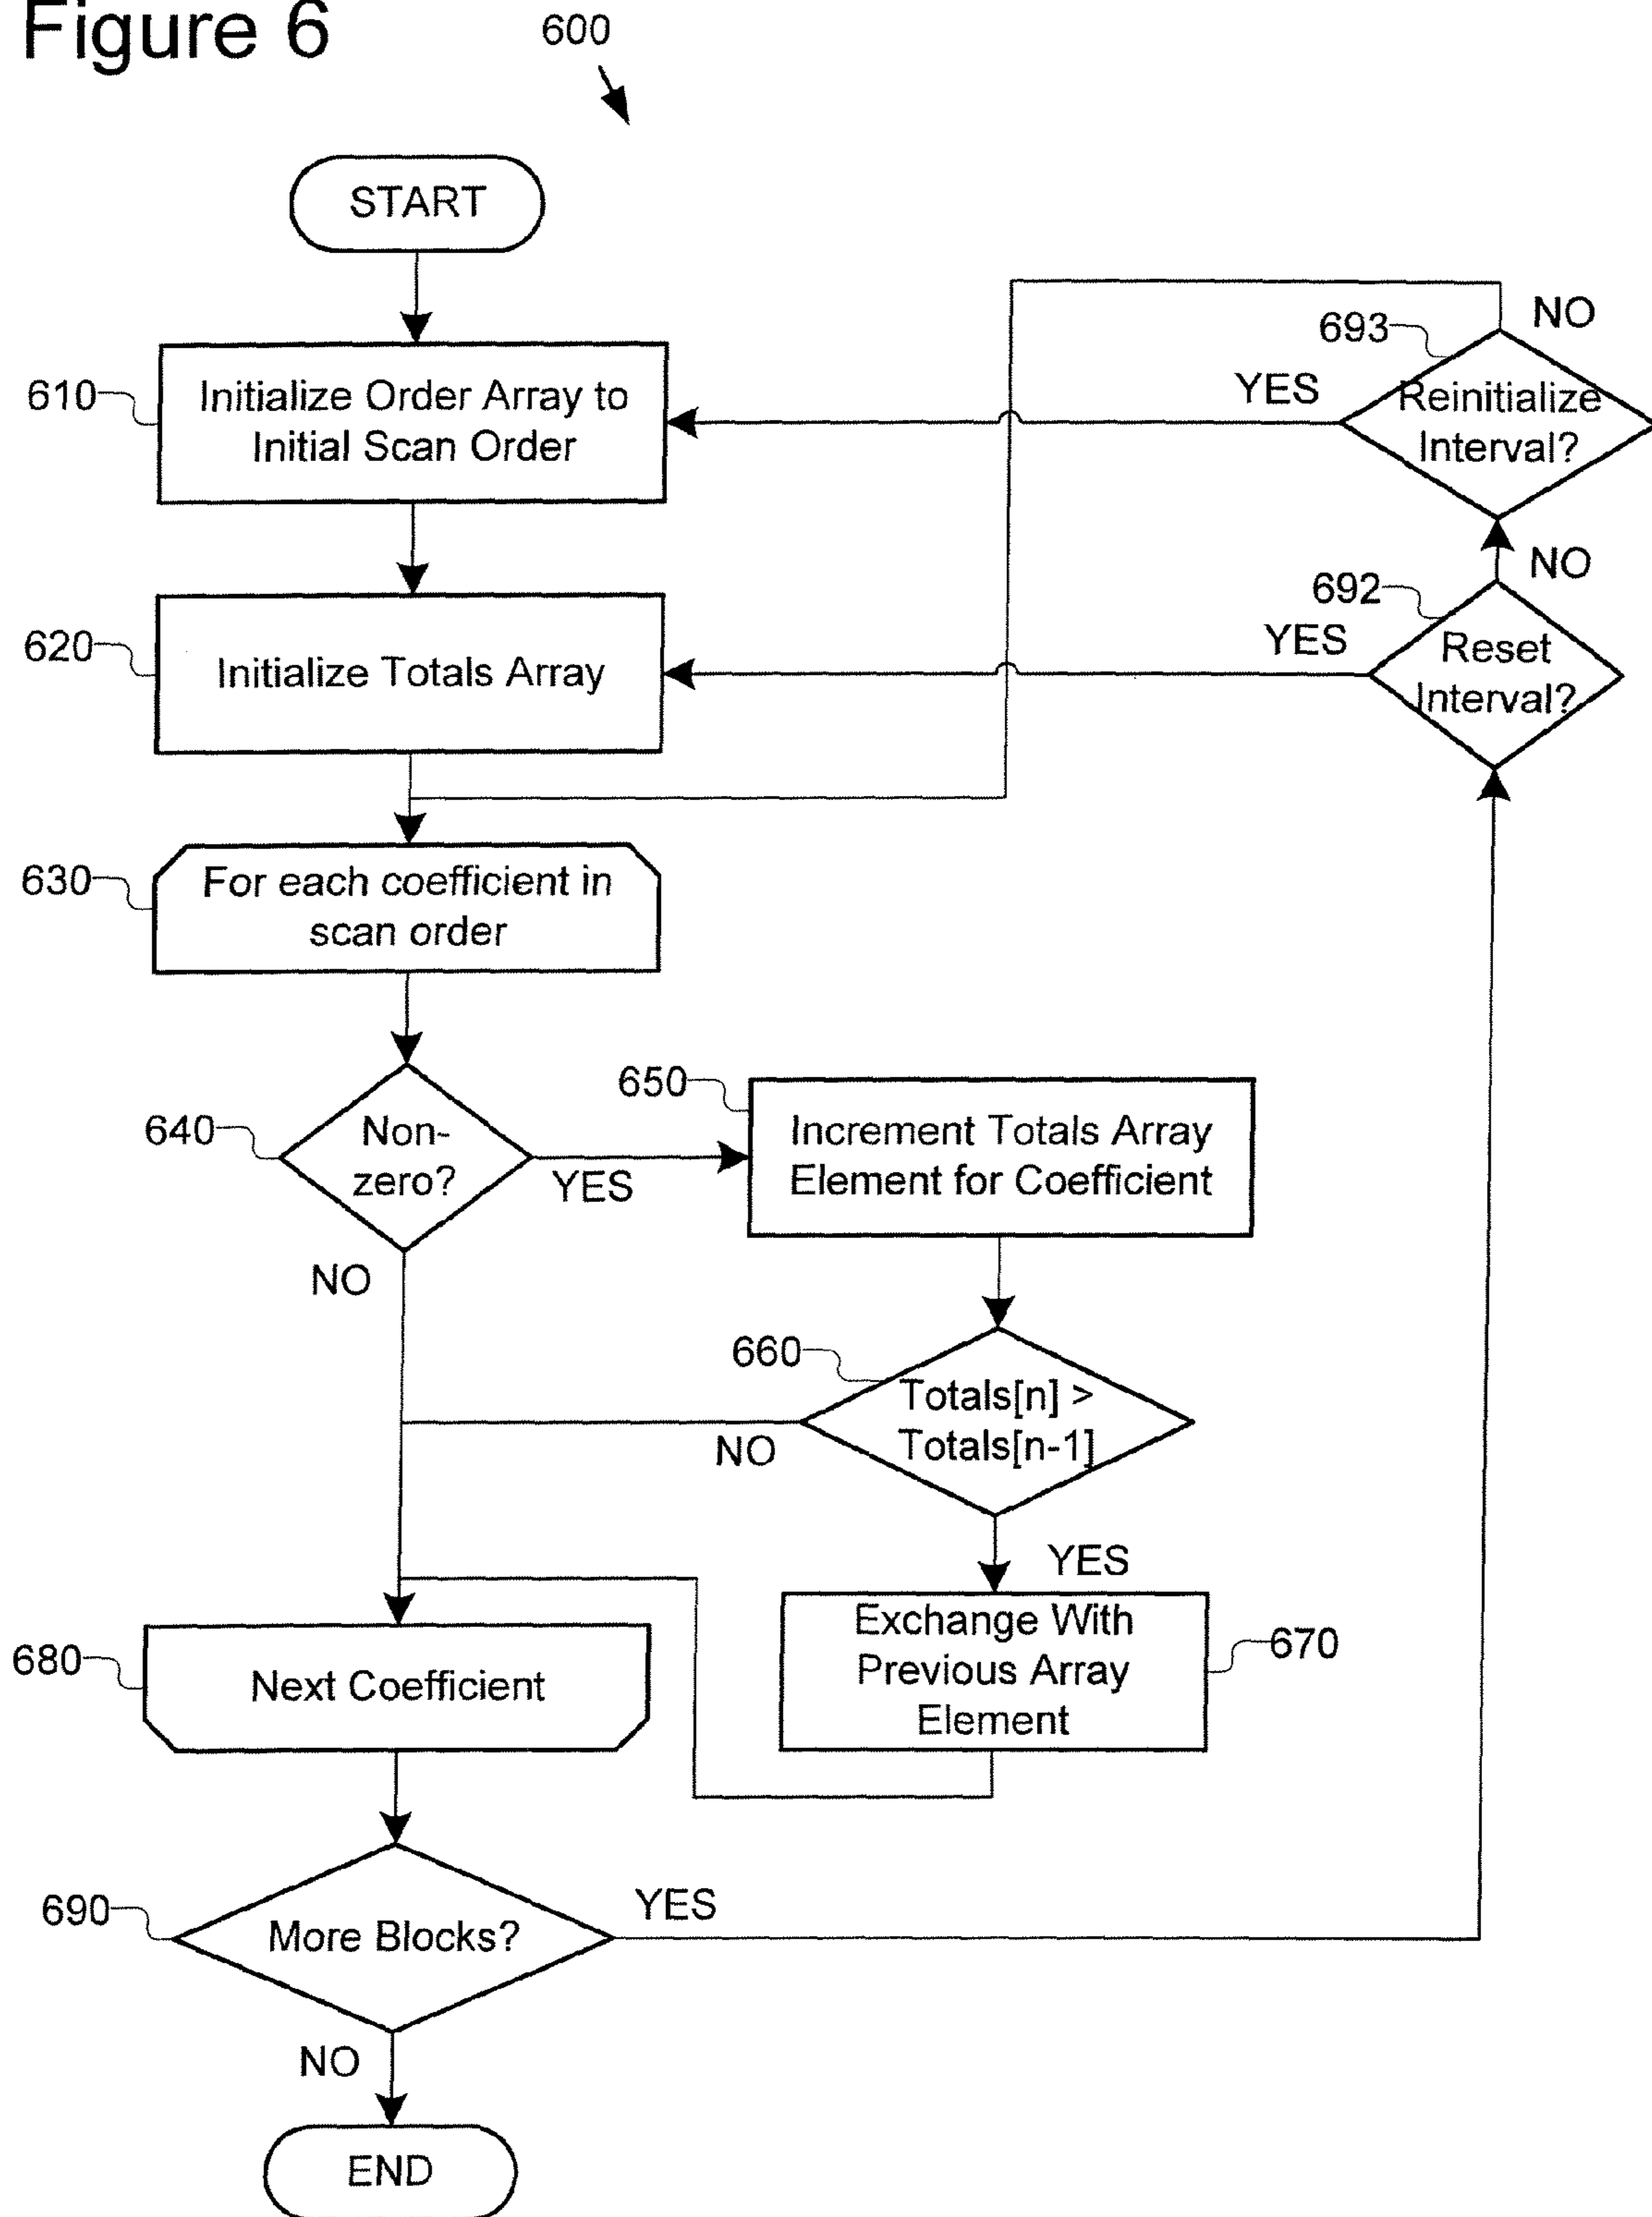 Figure 6
600
START
610
Initialize Order Array to
Initial Scan Order
YES
693
NO
Reinitialize
Interval?
NO
620
Initialize Totals Array
YES
692
Reset
Interval?
630
For each coefficient in
scan order
640
Non-
zero?
YES
NO
650
Increment Totals Array
Element for Coefficient
660
Totals[n] >
Totals[n-1]
NO
YES
670
Exchange With
Previous Array
Element
680
Next Coefficient
690
More Blocks?
YES
NO
END